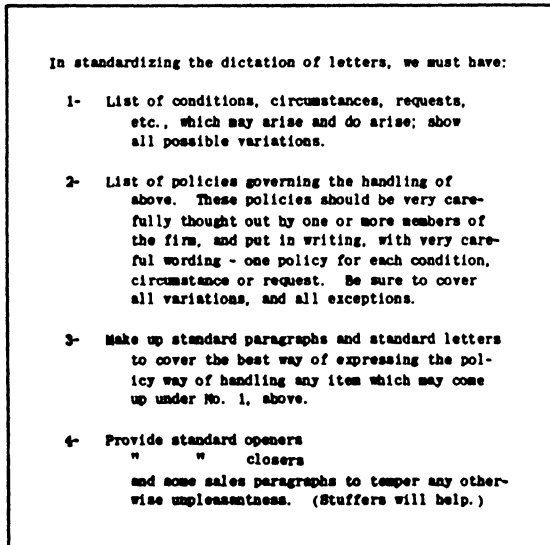 In standardizing the dictation of letters, we must have:
1- List of conditions, circumstances, requests,
etc., which may arise and do arise; show
all possible variations.
2- List of policies governing the handling of
above. These policies should be very care-
fully thought out by one or more members of
the firm, and put in writing, with very care-
ful wording - one policy for each condition,
circumstance or request. Be sure to cover
all variations, and all exceptions.
3- Make up standard paragraphs and standard letters
to cover the best way of expressing the pol-
icy way of handling any item which may come
up under No. 1, above.
4- Provide standard openers
" " closers
and some sales paragraphs to temper any other-
wise unpleasantness. (Stuffers will help.)